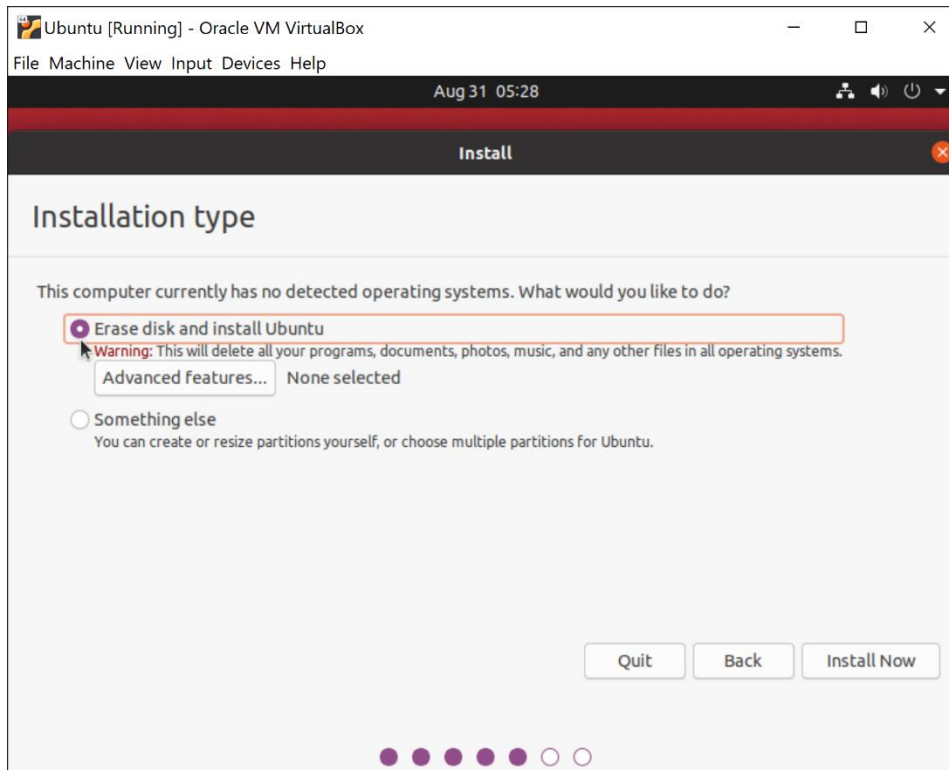 Ubuntu [Running] - Oracle VM VirtualBox
File Machine View Input Devices Help
Aug 31 05:28
Install
Installation type
This computer currently has no detected operating systems. What would you like to do?
Erase disk and install Ubuntu
Warning: This will delete all your programs, documents, photos, music, and any other files in all operating systems.
Advanced features... None selected
Something else
You can create or resize partitions yourself, or choose multiple partitions for Ubuntu.
Quit Back Install Now